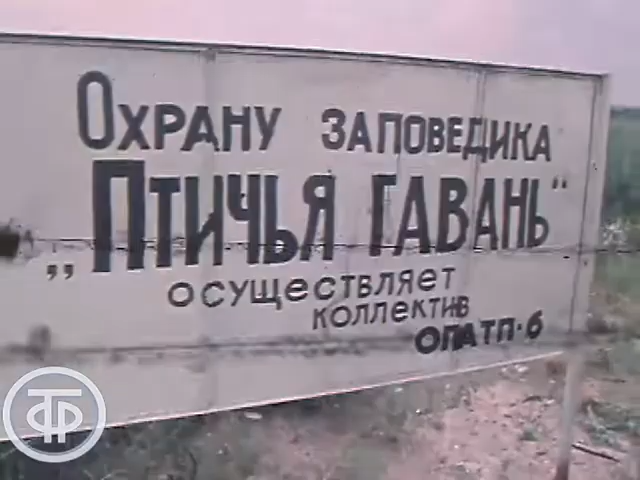 Охрану заповедика
„Птичья гавань"
осуществляет
коллектив
ОПАТП-6